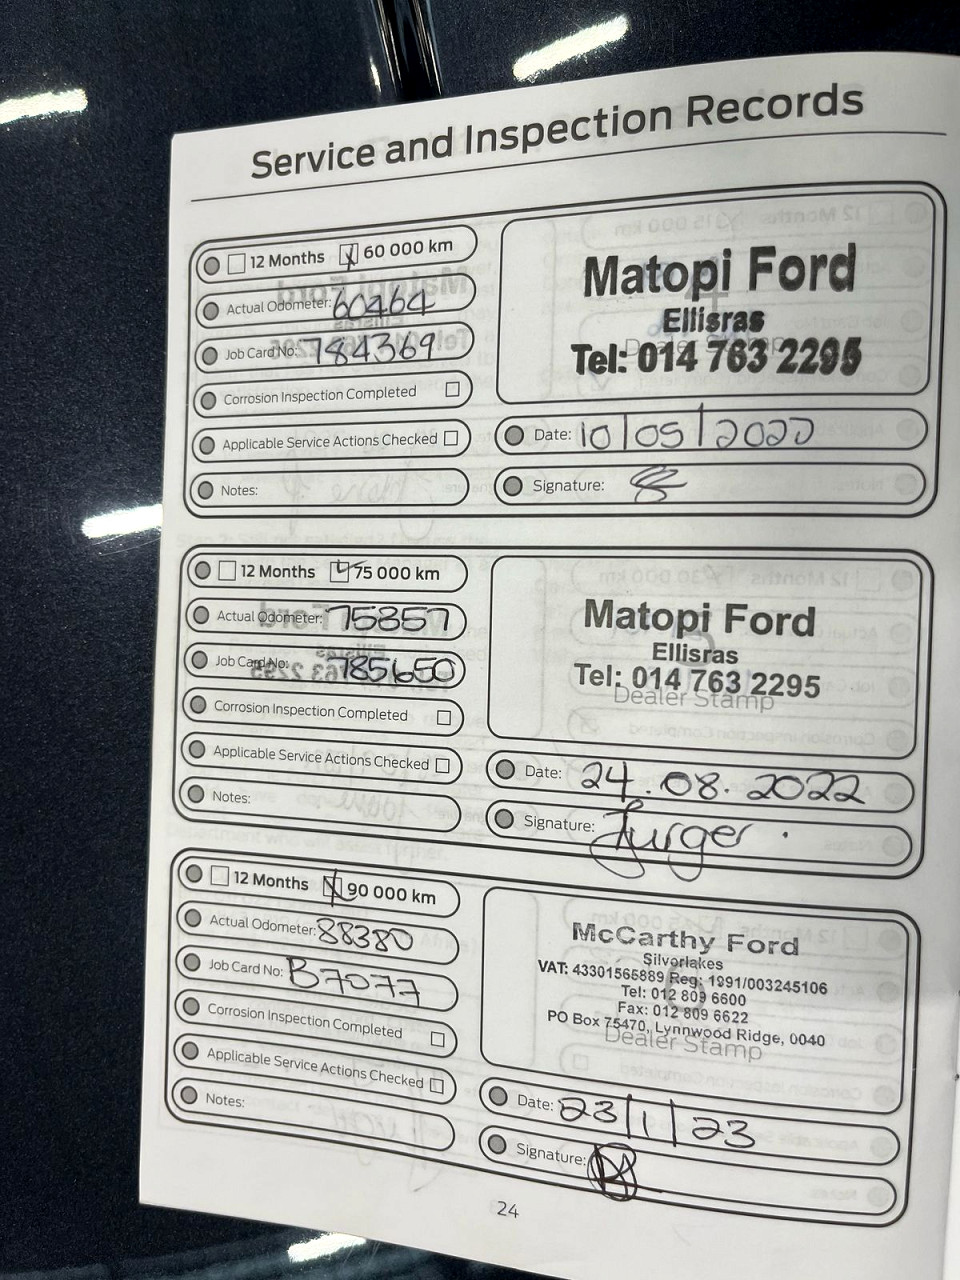 Service and Inspection Records
12 Months 60 000 km
Actual Odometer: 60464
Job Card No: 784369
Corrosion Inspection Completed
Applicable Service Actions Checked
Notes:
Matopi Ford
Ellisras
Dealer Stamp
Tel: 014 763 2295
Date: 10/05/2022
Signature:
12 Months 75 000 km
Actual Odometer: 75857
Job Card No: 785650
Corrosion Inspection Completed
Applicable Service Actions Checked
Notes:
Matopi Ford
Ellisras
Tel: 014 763 2295
Dealer Stamp
Date: 24.08.2022
Signature:
12 Months 90 000 km
Actual Odometer: 88380
Job Card No: B7077
Corrosion Inspection Completed
Applicable Service Actions Checked
Notes:
McCarthy Ford
Silverlakes
VAT: 43301565889 Reg: 1991/003245106
Tel: 012 809 6600
Fax: 012 809 6622
PO Box 75470, Lynnwood Ridge, 0040
Dealer Stamp
Date: 23/1/23
Signature:
24